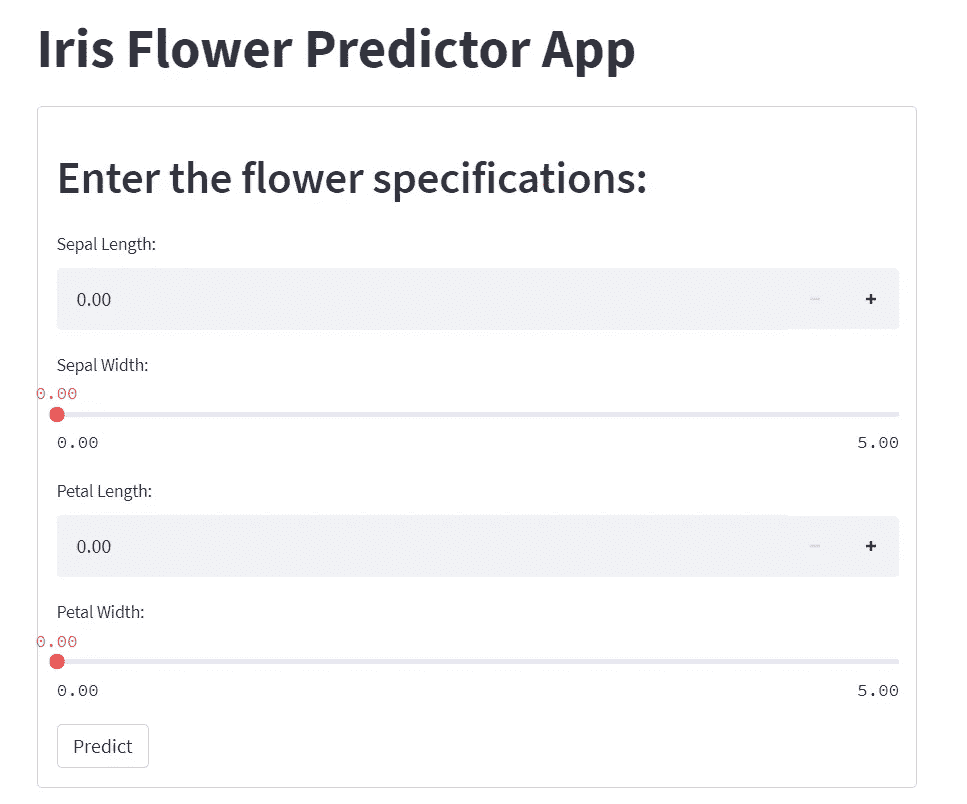 Iris Flower Predictor App
Enter the flower specifications:
Sepal Length:
0.00 − +
Sepal Width:
0.00
0.00 5.00
Petal Length:
0.00 − +
Petal Width:
0.00
0.00 5.00
Predict